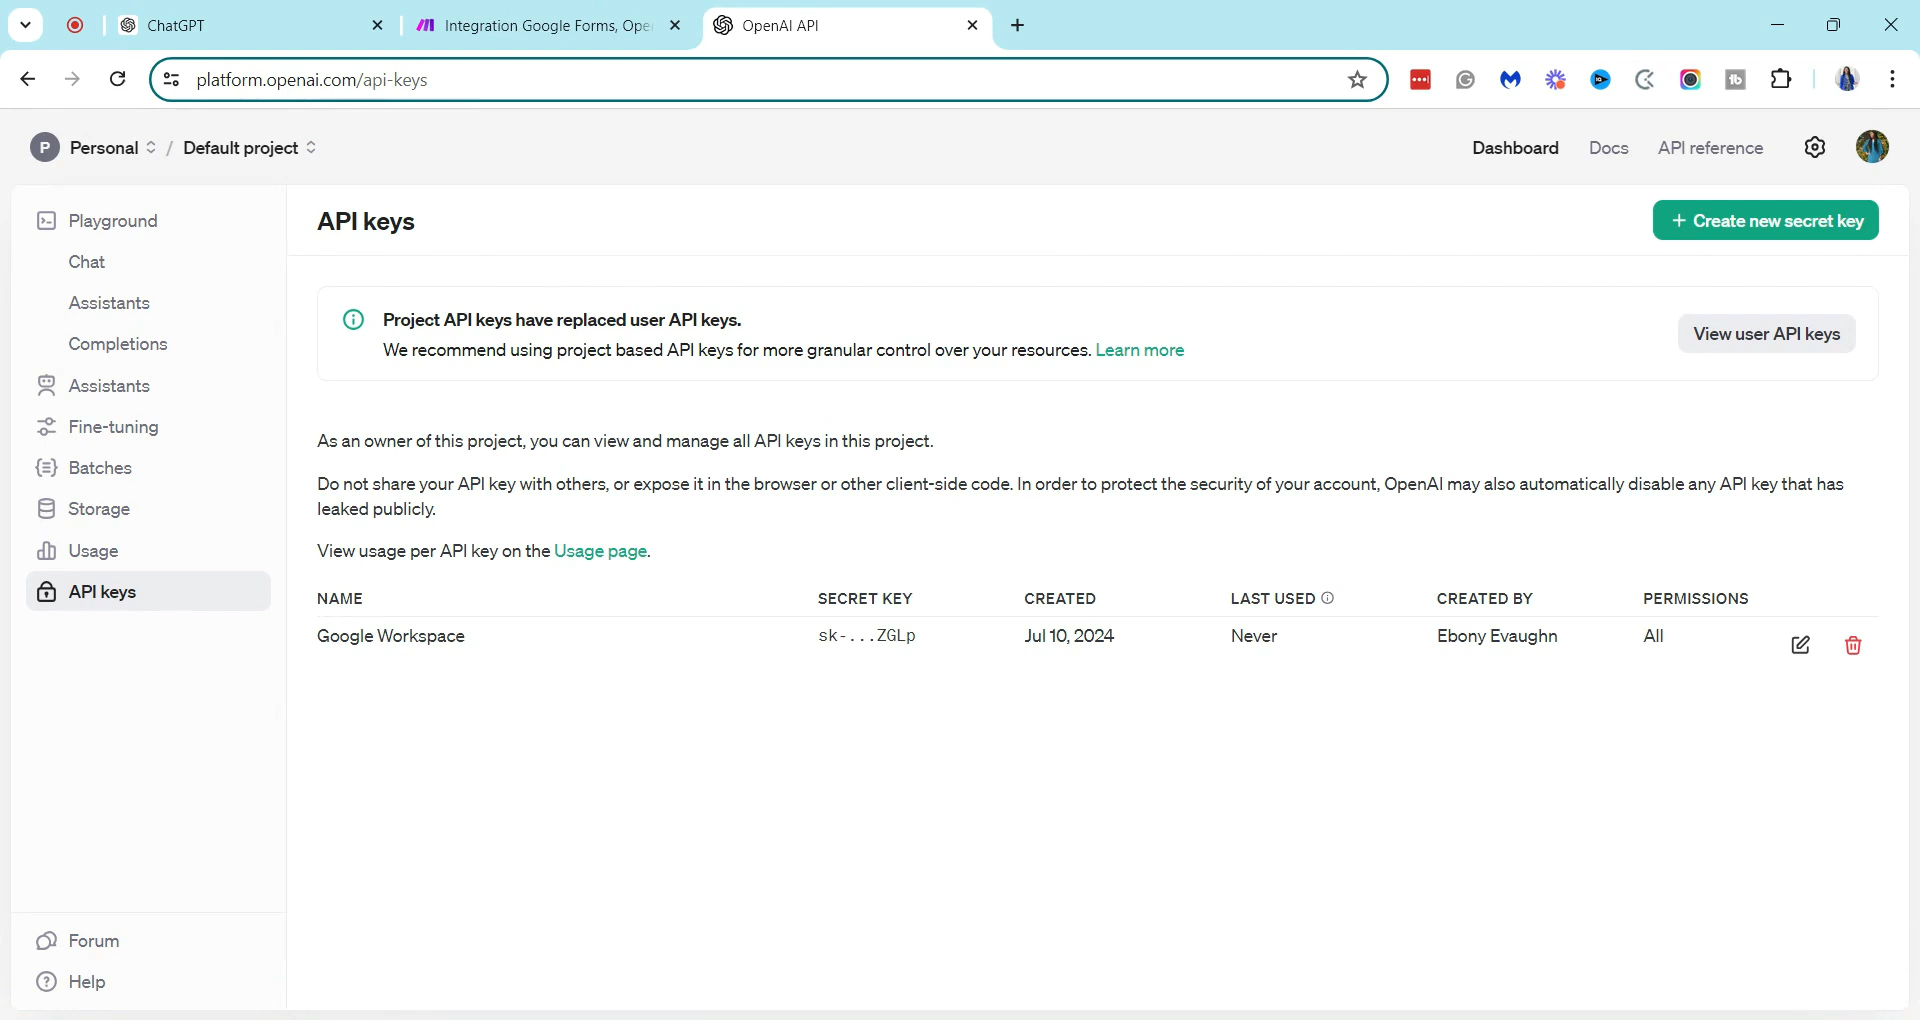 ChatGPT
Integration Google Forms, Ope
OpenAI API
platform.openai.com/api-keys
P Personal / Default project
Dashboard Docs API reference
Playground
Chat
Assistants
Completions
Assistants
Fine-tuning
Batches
Storage
Usage
API keys
Forum
Help
API keys
+ Create new secret key
Project API keys have replaced user API keys.
We recommend using project based API keys for more granular control over your resources. Learn more
View user API keys
As an owner of this project, you can view and manage all API keys in this project.
Do not share your API key with others, or expose it in the browser or other client-side code. In order to protect the security of your account, OpenAI may also automatically disable any API key that has
leaked publicly.
View usage per API key on the Usage page.
NAME SECRET KEY CREATED LAST USED CREATED BY PERMISSIONS
Google Workspace sk-...ZGLp Jul 10, 2024 Never Ebony Evaughn All